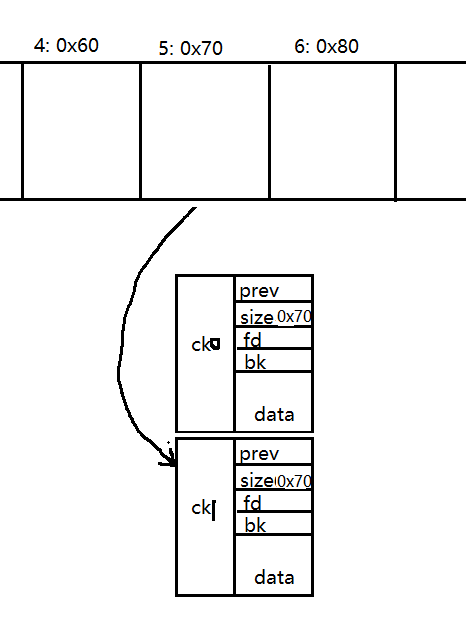 4: 0x60 5: 0x70 6: 0x80
prev
size 0x70
ck0 fd
bk
data
prev
size 0x70
ck1 fd
bk
data